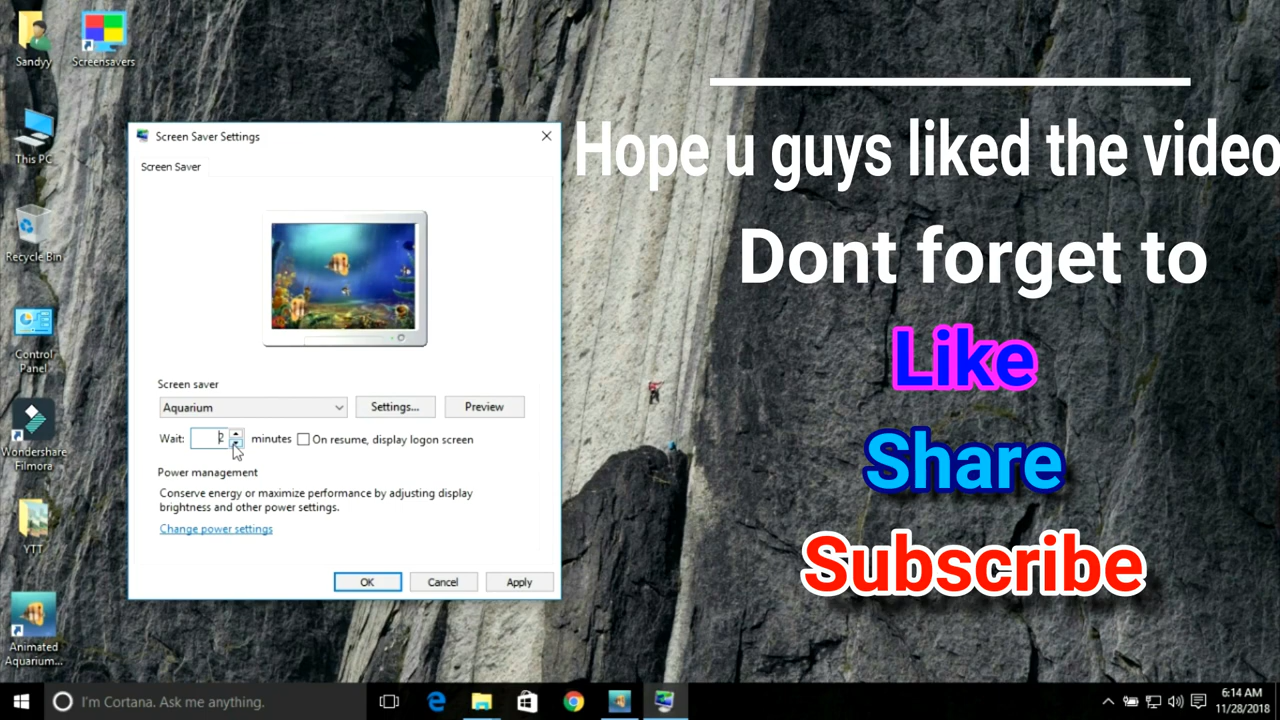 Sandyy
Screensavers
This PC
Recycle Bin
Control
Panel
Wondershare
Filmora
YTT
Animated
Aquarium...
Screen Saver Settings
Screen Saver
Screen saver
Aquarium
Settings...
Preview
Wait:
2
minutes
On resume, display logon screen
Power management
Conserve energy or maximize performance by adjusting display
brightness and other power settings.
Change power settings
OK
Cancel
Apply
Hope u guys liked the video
Dont forget to
Like
Share
Subscribe
I'm Cortana. Ask me anything.
6:14 AM
11/28/2018